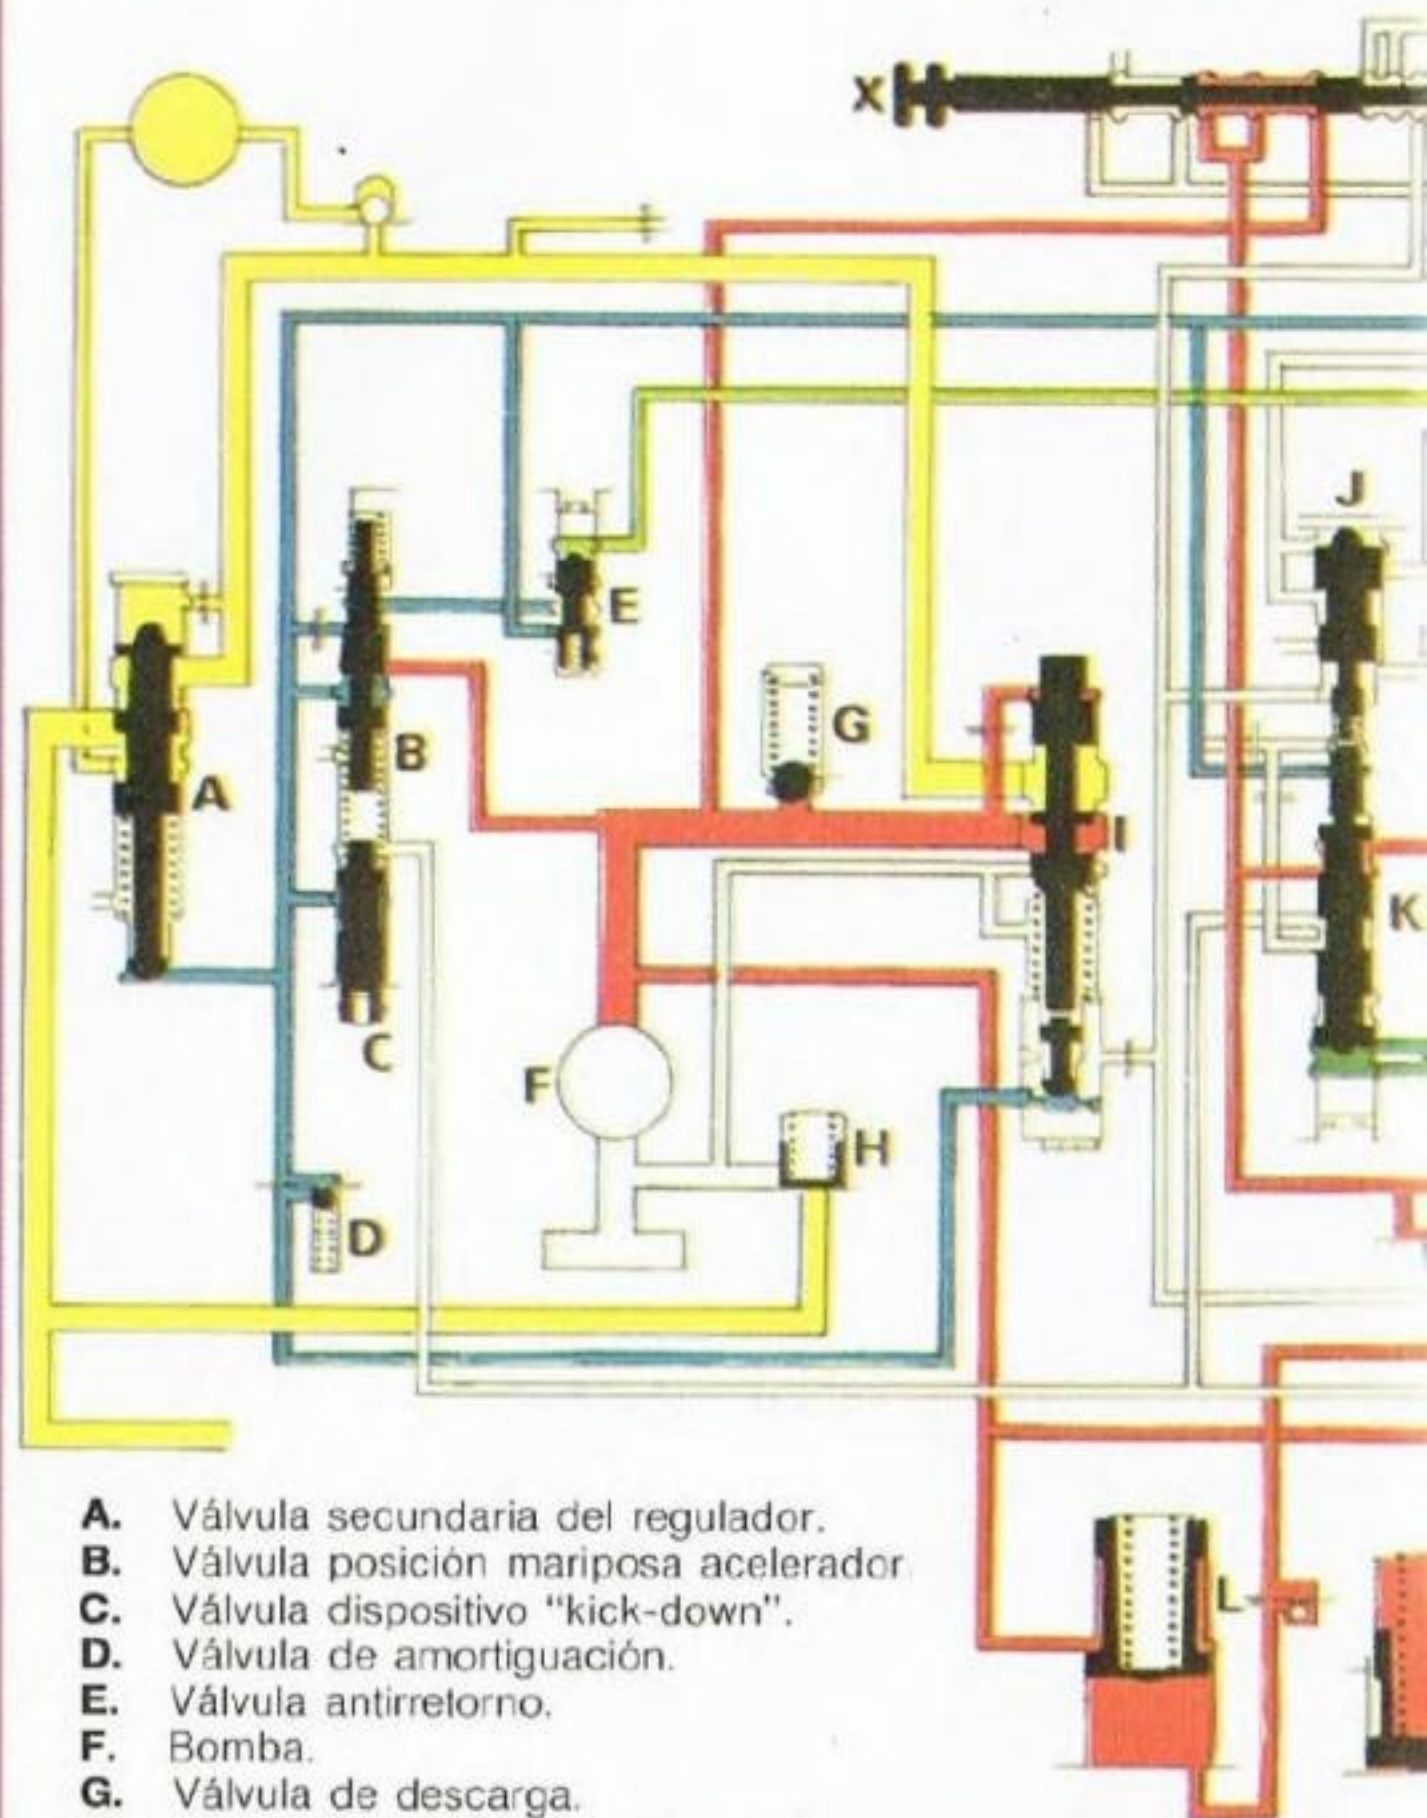 X
J
E
G
B
A
I
K
C
F
H
D
L
A. Válvula secundaria del regulador.
B. Válvula posición mariposa acelerador.
C. Válvula dispositivo “kick-down”.
D. Válvula de amortiguación.
E. Válvula antirretorno.
F. Bomba.
G. Válvula de descarga.